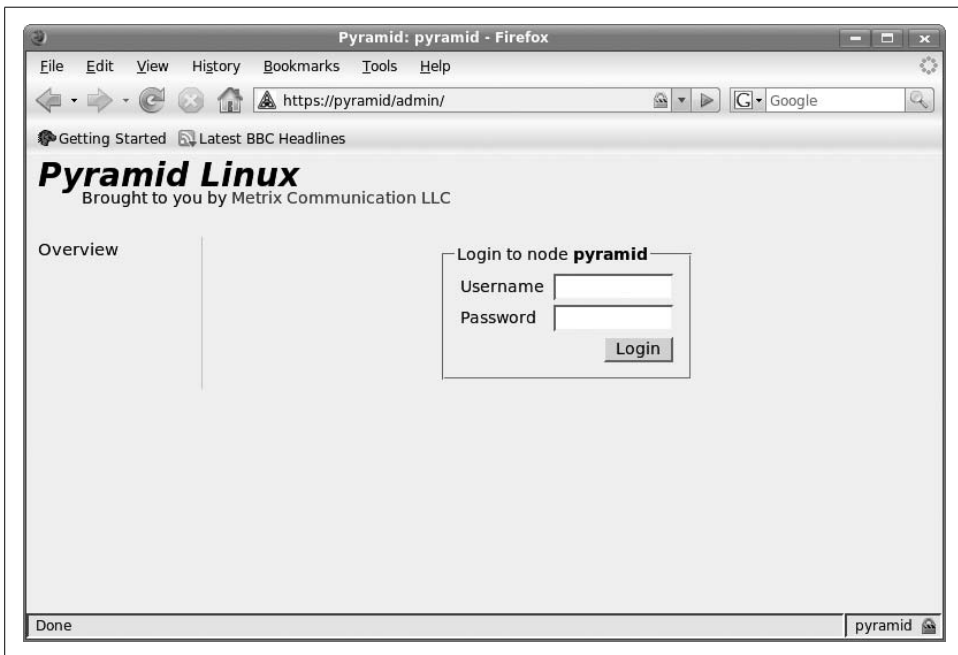 Pyramid: pyramid - Firefox
File Edit View History Bookmarks Tools Help
https://pyramid/admin/ G Google
Getting Started Latest BBC Headlines
Pyramid Linux
Brought to you by Metrix Communication LLC
Overview
Login to node pyramid
Username
Password
Login
Done pyramid